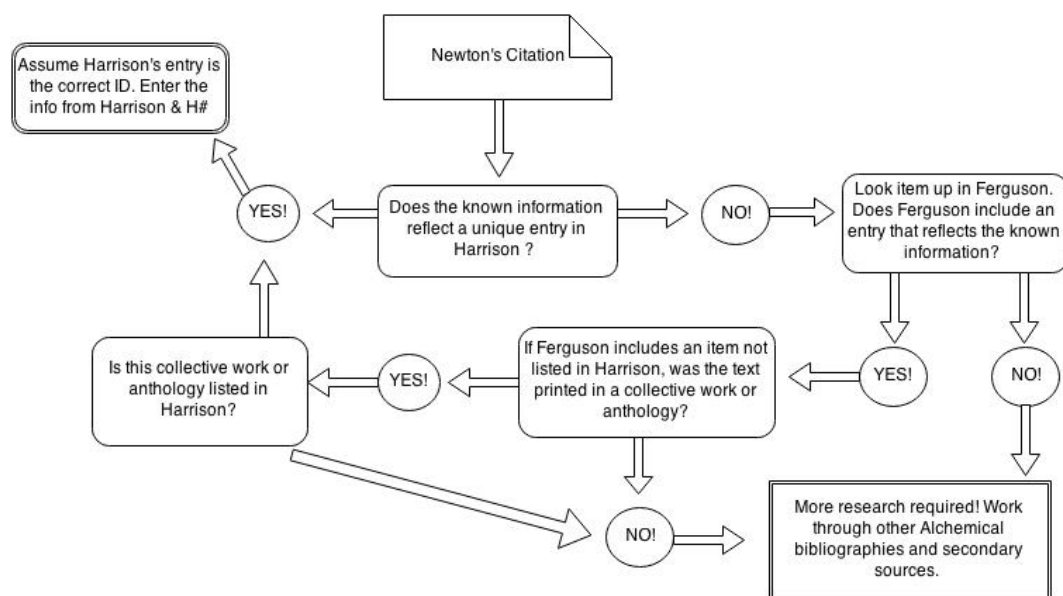 Newton's Citation
Assume Harrison's entry is
the correct ID. Enter the
info from Harrison & H#
YES!
Does the known information
reflect a unique entry in
Harrison ?
NO!
Look item up in Ferguson.
Does Ferguson include an
entry that reflects the known
information?
Is this collective work or
anthology listed in
Harrison?
YES!
If Ferguson includes an item not
listed in Harrison, was the text
printed in a collective work or
anthology?
YES!
NO!
NO!
More research required! Work
through other Alchemical
bibliographies and secondary
sources.